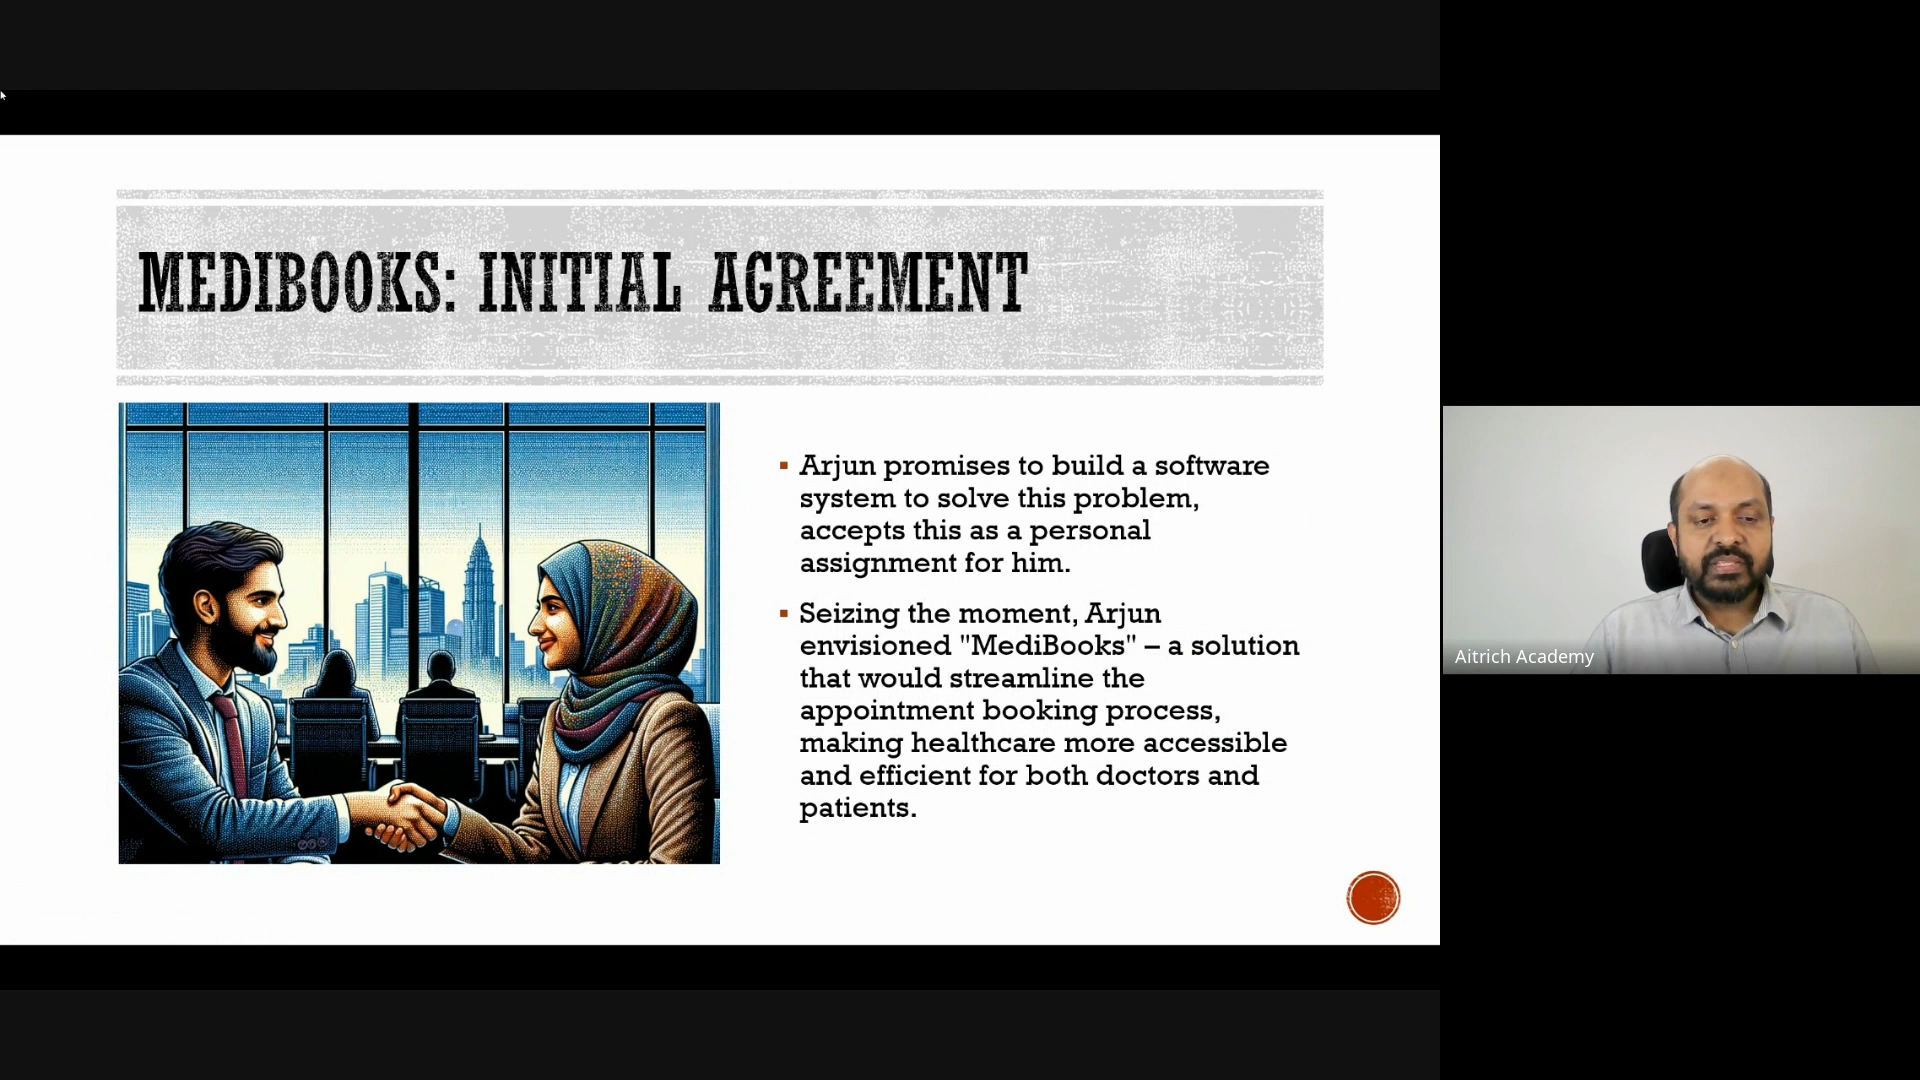 MEDIBOOKS: INITIAL AGREEMENT
Arjun promises to build a software
system to solve this problem,
accepts this as a personal
assignment for him.
Seizing the moment, Arjun
envisioned "MediBooks" – a solution
that would streamline the
appointment booking process,
making healthcare more accessible
and efficient for both doctors and
patients.
Aitrich Academy